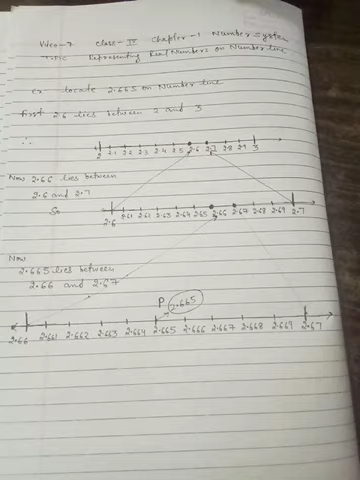 Video-7 Class-IX Chapter-1 Number System
Topic Representing Real Numbers on Number line
Ex locate 2.665 on Number line
first 2.6 lies between 2 and 3
∴
2 2.1 2.2 2.3 2.4 2.5 2.6 2.7 2.8 2.9 3
Now 2.66 lies between
2.6 and 2.7
So
2.6 2.61 2.62 2.63 2.64 2.65 2.66 2.67 2.68 2.69 2.7
Now
2.665 lies between
2.66 and 2.67
P 2.665
2.66 2.661 2.662 2.663 2.664 2.665 2.666 2.667 2.668 2.669 2.67